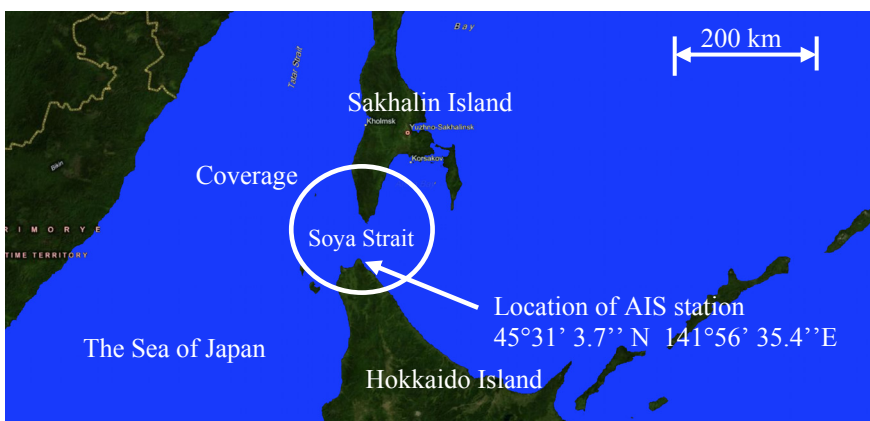 Bay
Tatar Strait
200 km
Sakhalin Island
Kholmsk
Yuzhno-Sakhalinsk
Korsakov
Bikin
Coverage
RIMORYE
TIME TERRITORY
Soya Strait
Location of AIS station
45°31’ 3.7’’ N 141°56’ 35.4’’E
The Sea of Japan
Hokkaido Island